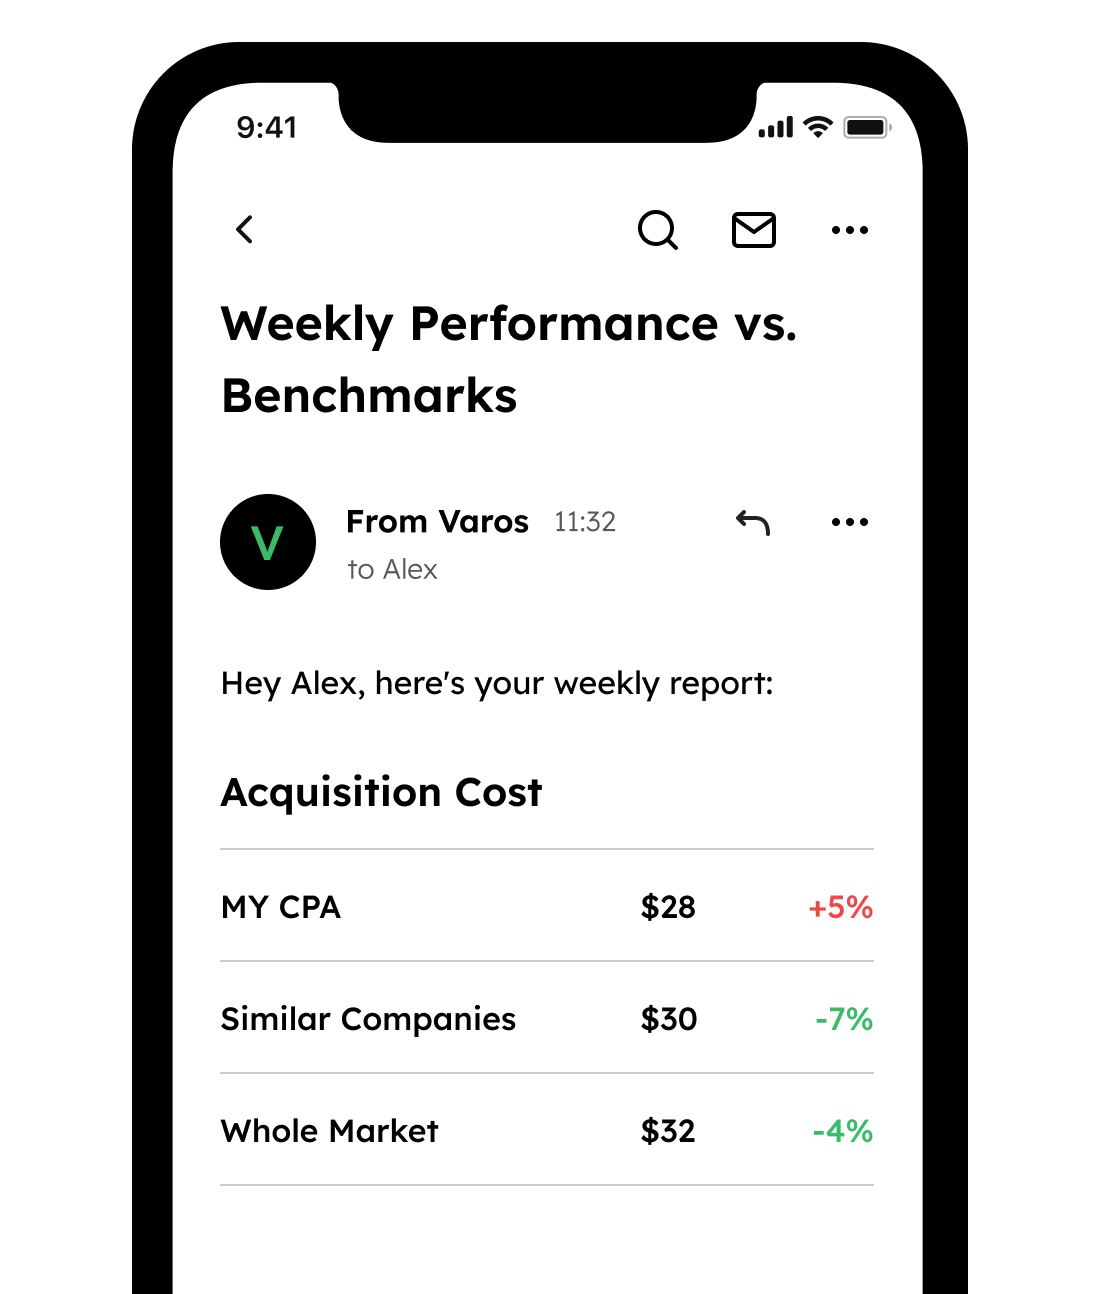 9:41
Weekly Performance vs.
Benchmarks
V
From Varos 11:32
to Alex
Hey Alex, here's your weekly report:
Acquisition Cost
MY CPA $28 +5%
Similar Companies $30 -7%
Whole Market $32 -4%